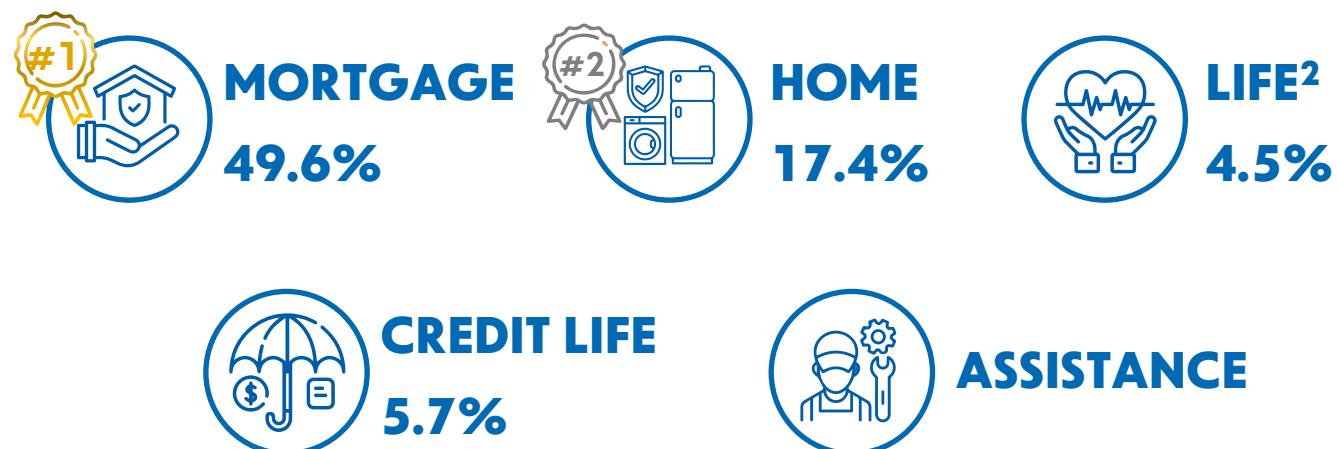 #1
MORTGAGE
49.6%
#2
HOME
17.4%
LIFE²
4.5%
$
CREDIT LIFE
5.7%
ASSISTANCE